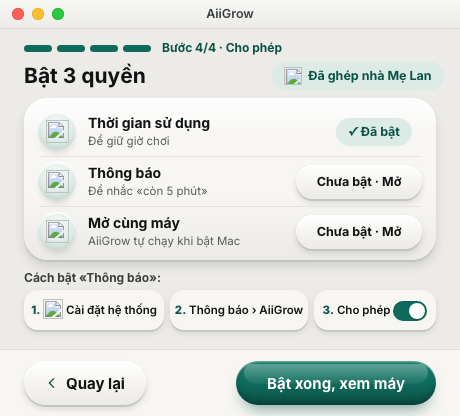 AiiGrow
Bước 4/4 · Cho phép
Bật 3 quyền
Đã ghép nhà Mẹ Lan
Thời gian sử dụng
Để giữ giờ chơi
✓ Đã bật
Thông báo
Để nhắc «còn 5 phút»
Chưa bật · Mở
Mở cùng máy
AiiGrow tự chạy khi bật Mac
Chưa bật · Mở
Cách bật «Thông báo»:
1. Cài đặt hệ thống
2. Thông báo › AiiGrow
3. Cho phép
Quay lại
Bật xong, xem máy